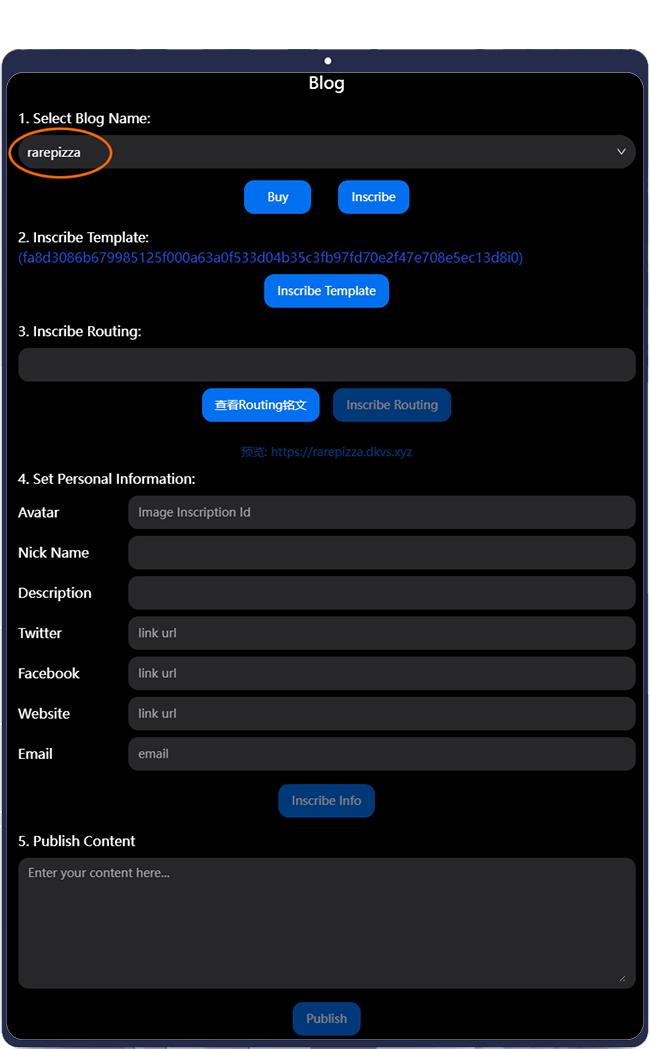 Blog
1. Select Blog Name:
rarepizza
Buy Inscribe
2. Inscribe Template:
(fa8d3086b679985125f000a63a0f533d04b35c3fb97fd70e2f47e708e5ec13d8i0)
Inscribe Template
3. Inscribe Routing:
查看Routing铭文 Inscribe Routing
预览: https://rarepizza.dkvs.xyz
4. Set Personal Information:
Avatar Image Inscription Id
Nick Name
Description
Twitter link url
Facebook link url
Website link url
Email email
Inscribe Info
5. Publish Content
Enter your content here...
Publish